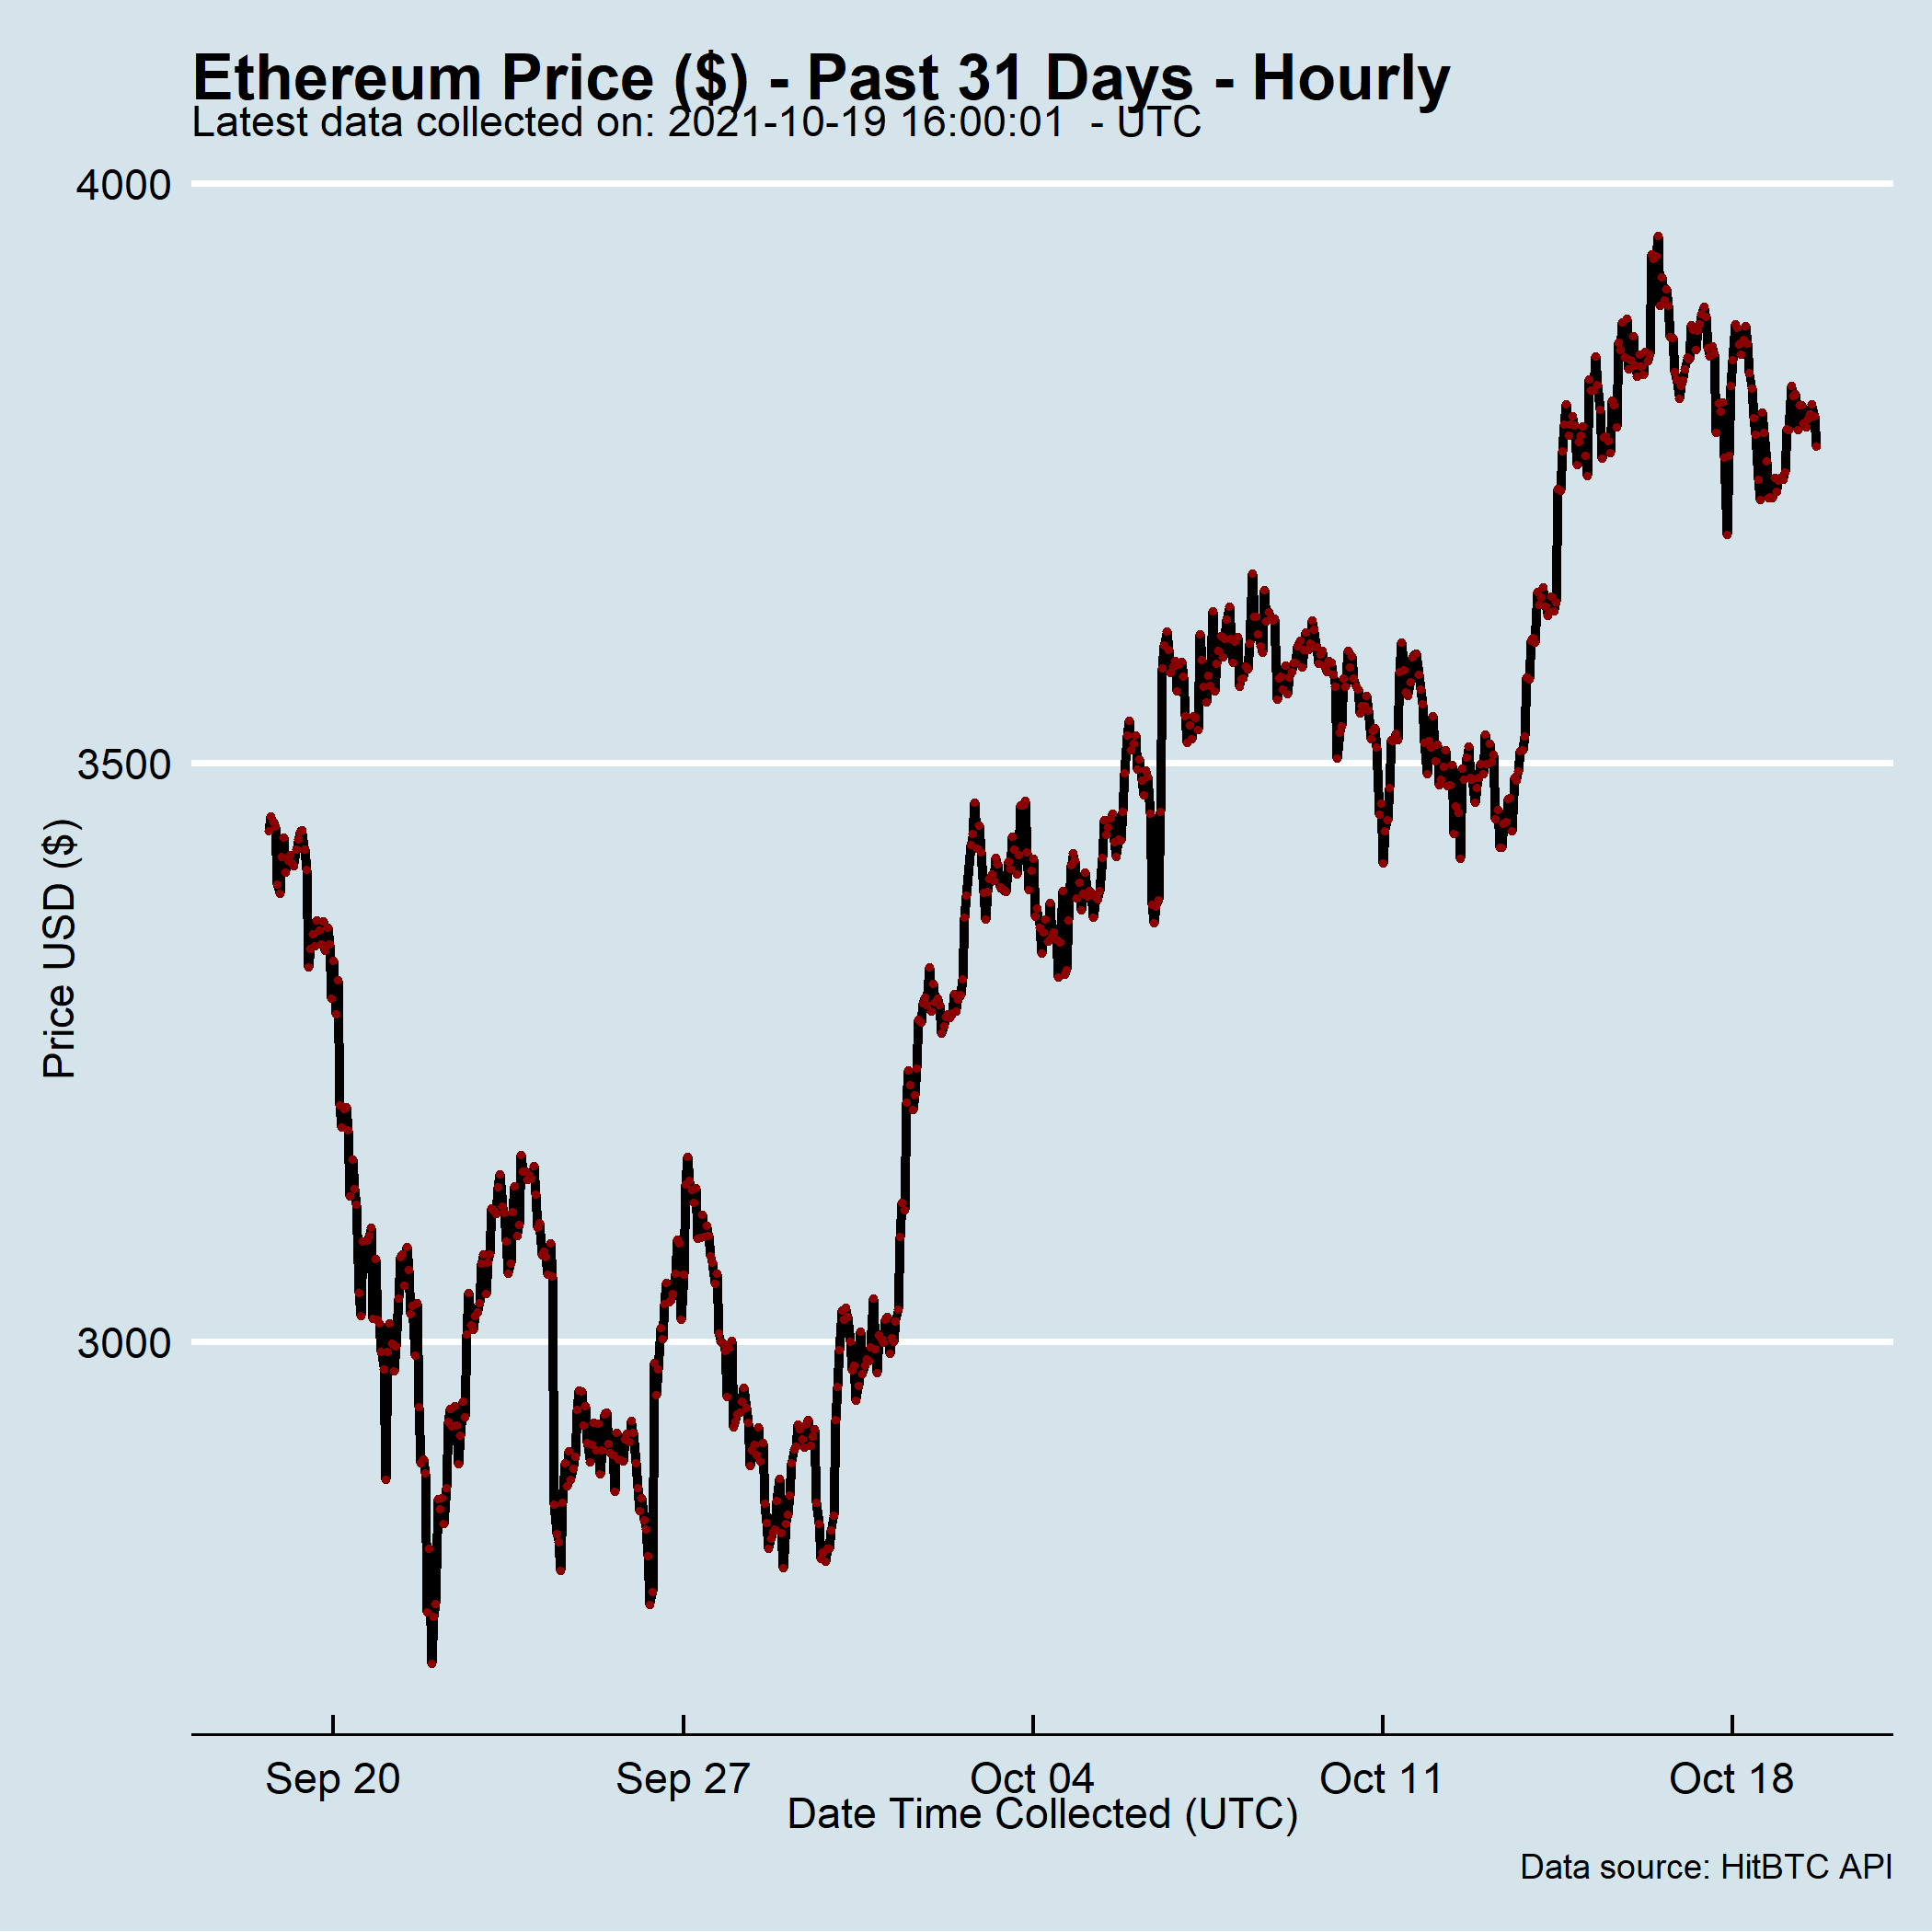 Ethereum Price ($) - Past 31 Days - Hourly
Latest data collected on: 2021-10-19 16:00:01  - UTC
4000
3500
3000
Price USD ($)
Sep 20
Sep 27
Oct 04
Oct 11
Oct 18
Date Time Collected (UTC)
Data source: HitBTC API